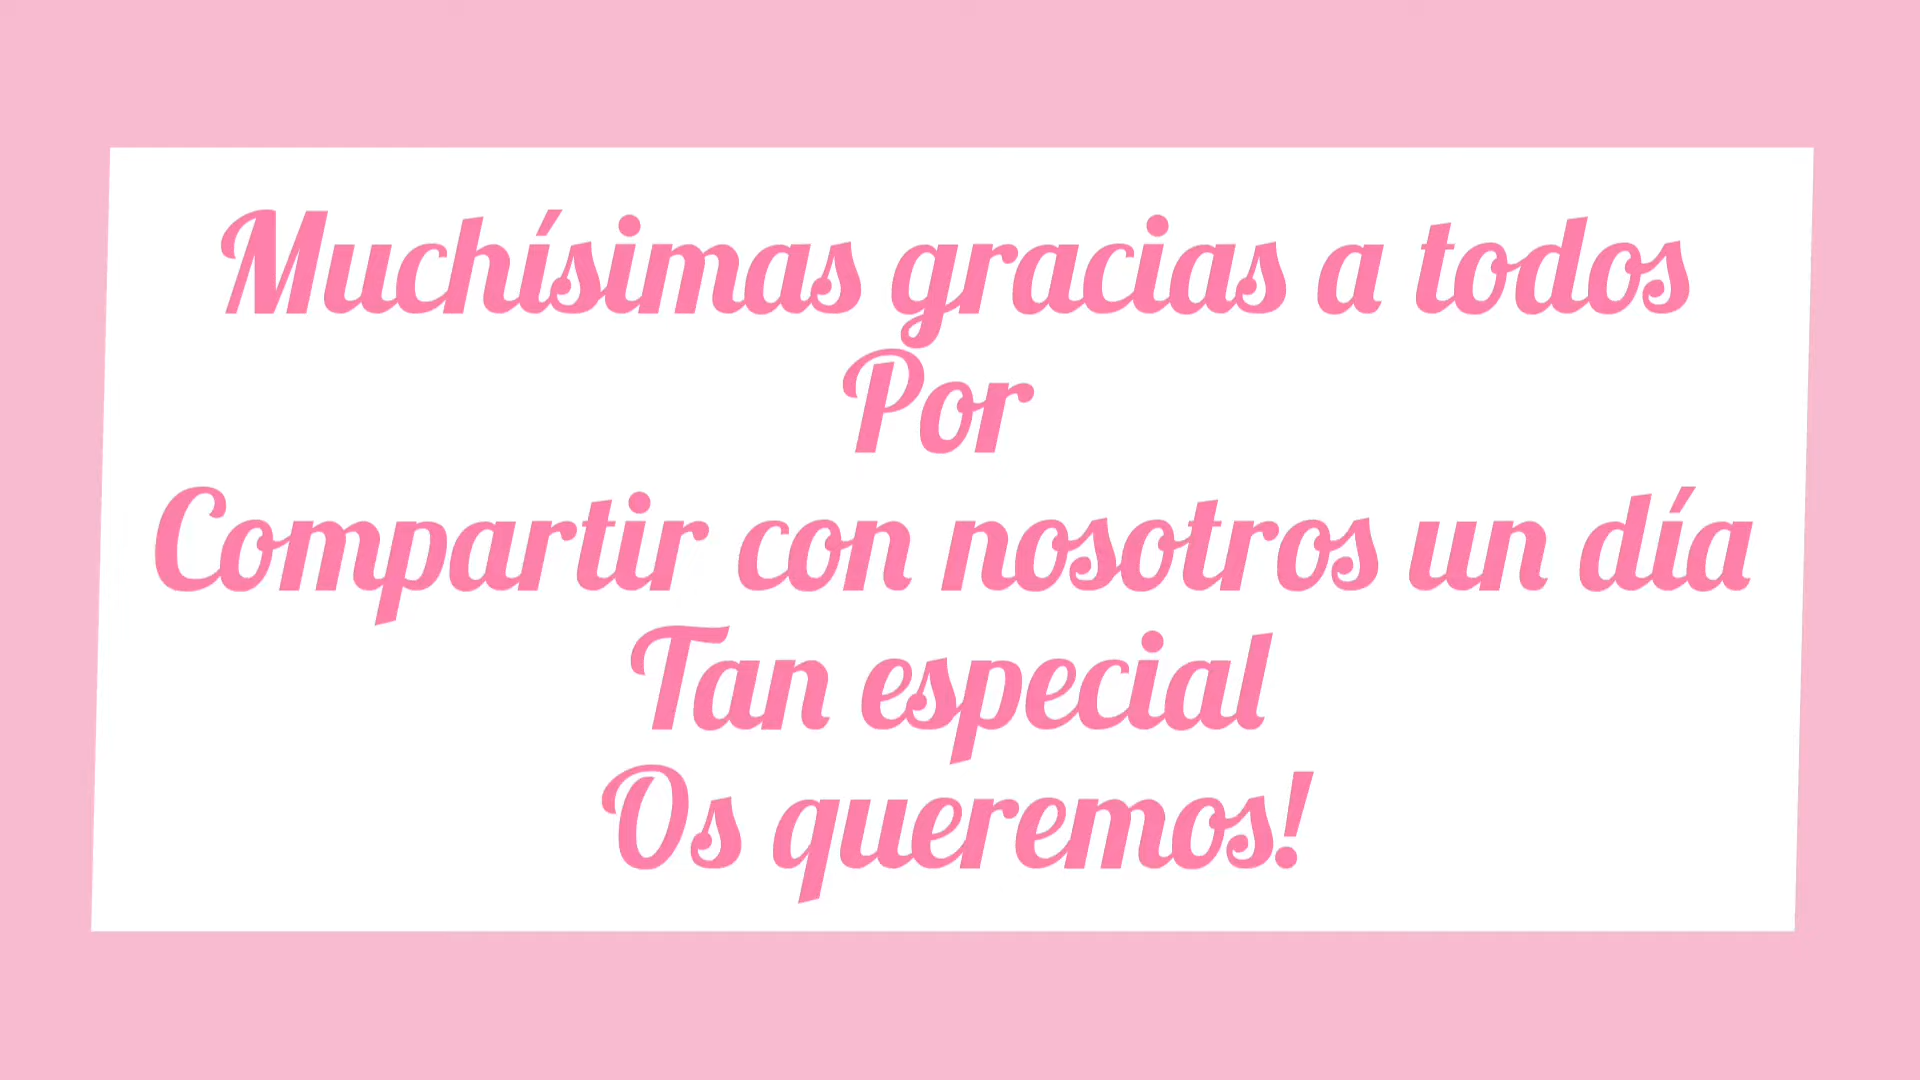 Muchísimas gracias a todos
Por
Compartir con nosotros un día
Tan especial
Os queremos!